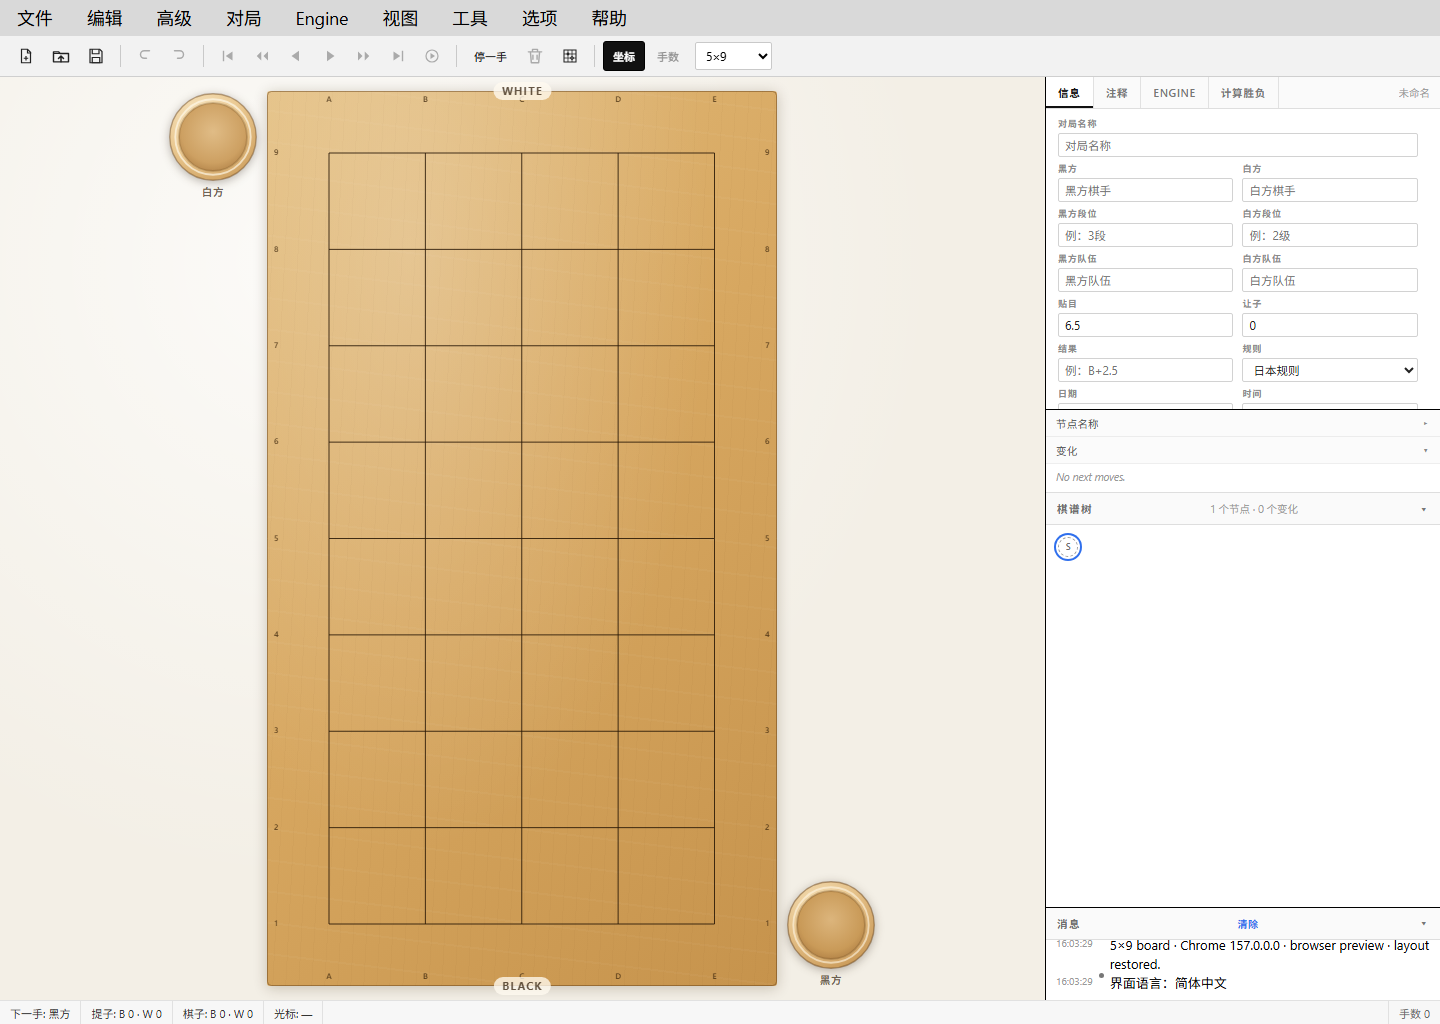 文件 编辑 高级 对局 Engine 视图 工具 选项 帮助
停一手 坐标 手数 5×9
WHITE
A B C D E
白方
9 9
8 8
7 7
6 6
5 5
4 4
3 3
2 2
1 1
A B C D E
BLACK
黑方
信息 注释 ENGINE 计算胜负 未命名
对局名称
对局名称
黑方 白方
黑方棋手 白方棋手
黑方段位 白方段位
例：3段 例：2级
黑方队伍 白方队伍
黑方队伍 白方队伍
贴目 让子
6.5 0
结果 规则
例：B+2.5 日本规则
日期 时间
节点名称
变化
No next moves.
棋谱树 1 个节点 · 0 个变化
S
消息 清除
16:03:29 5×9 board · Chrome 157.0.0.0 · browser preview · layout
restored.
16:03:29 界面语言：简体中文
下一手: 黑方 提子: B 0 · W 0 棋子: B 0 · W 0 光标: — 手数 0